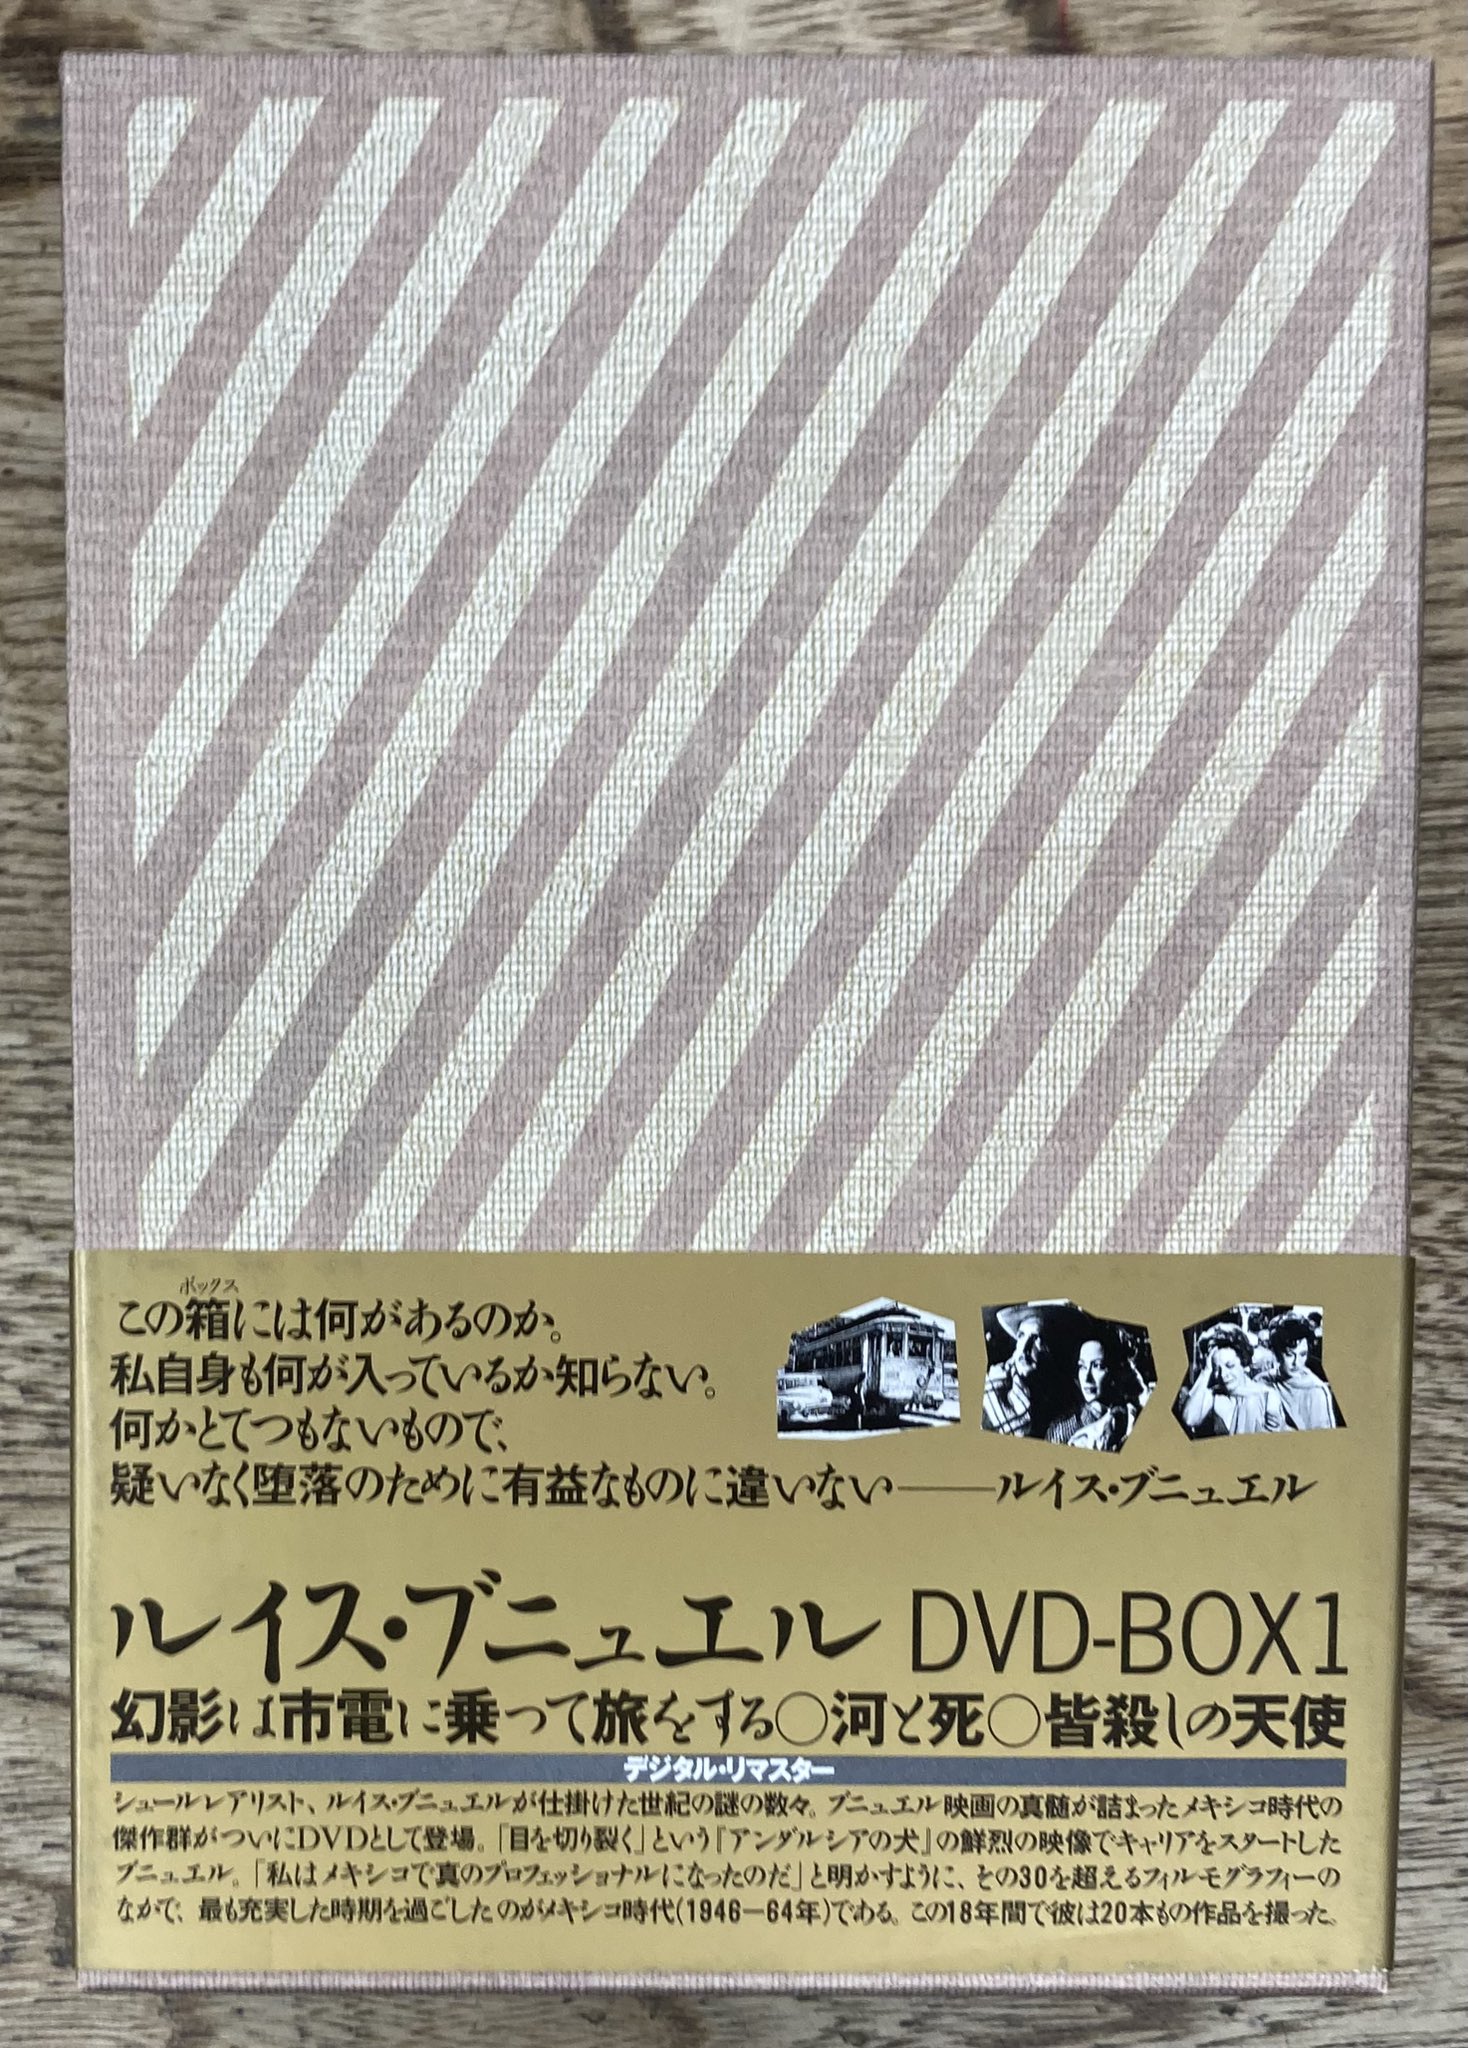 ボックス
この箱には何があるのか。
私自身も何が入っているか知らない。
何かとてつもないもので、
疑いなく堕落のために有益なものに違いない——ルイス・ブニュエル
ルイス・ブニュエル DVD-BOX1
幻影は市電に乗って旅をする○河と死○皆殺しの天使
デジタル・リマスター
シュールレアリスト、ルイス・ブニュエルが仕掛けた世紀の謎の数々。ブニュエル映画の真髄が詰まったメキシコ時代の
傑作群がついにDVDとして登場。「目を切り裂く」という『アンダルシアの犬』の鮮烈の映像でキャリアをスタートした
ブニュエル。「私はメキシコで真のプロフェッショナルになったのだ」と明かすように、その30を超えるフィルモグラフィーの
なかで、最も充実した時期を過ごしたのがメキシコ時代(1946—64年)である。この18年間で彼は20本もの作品を撮った。